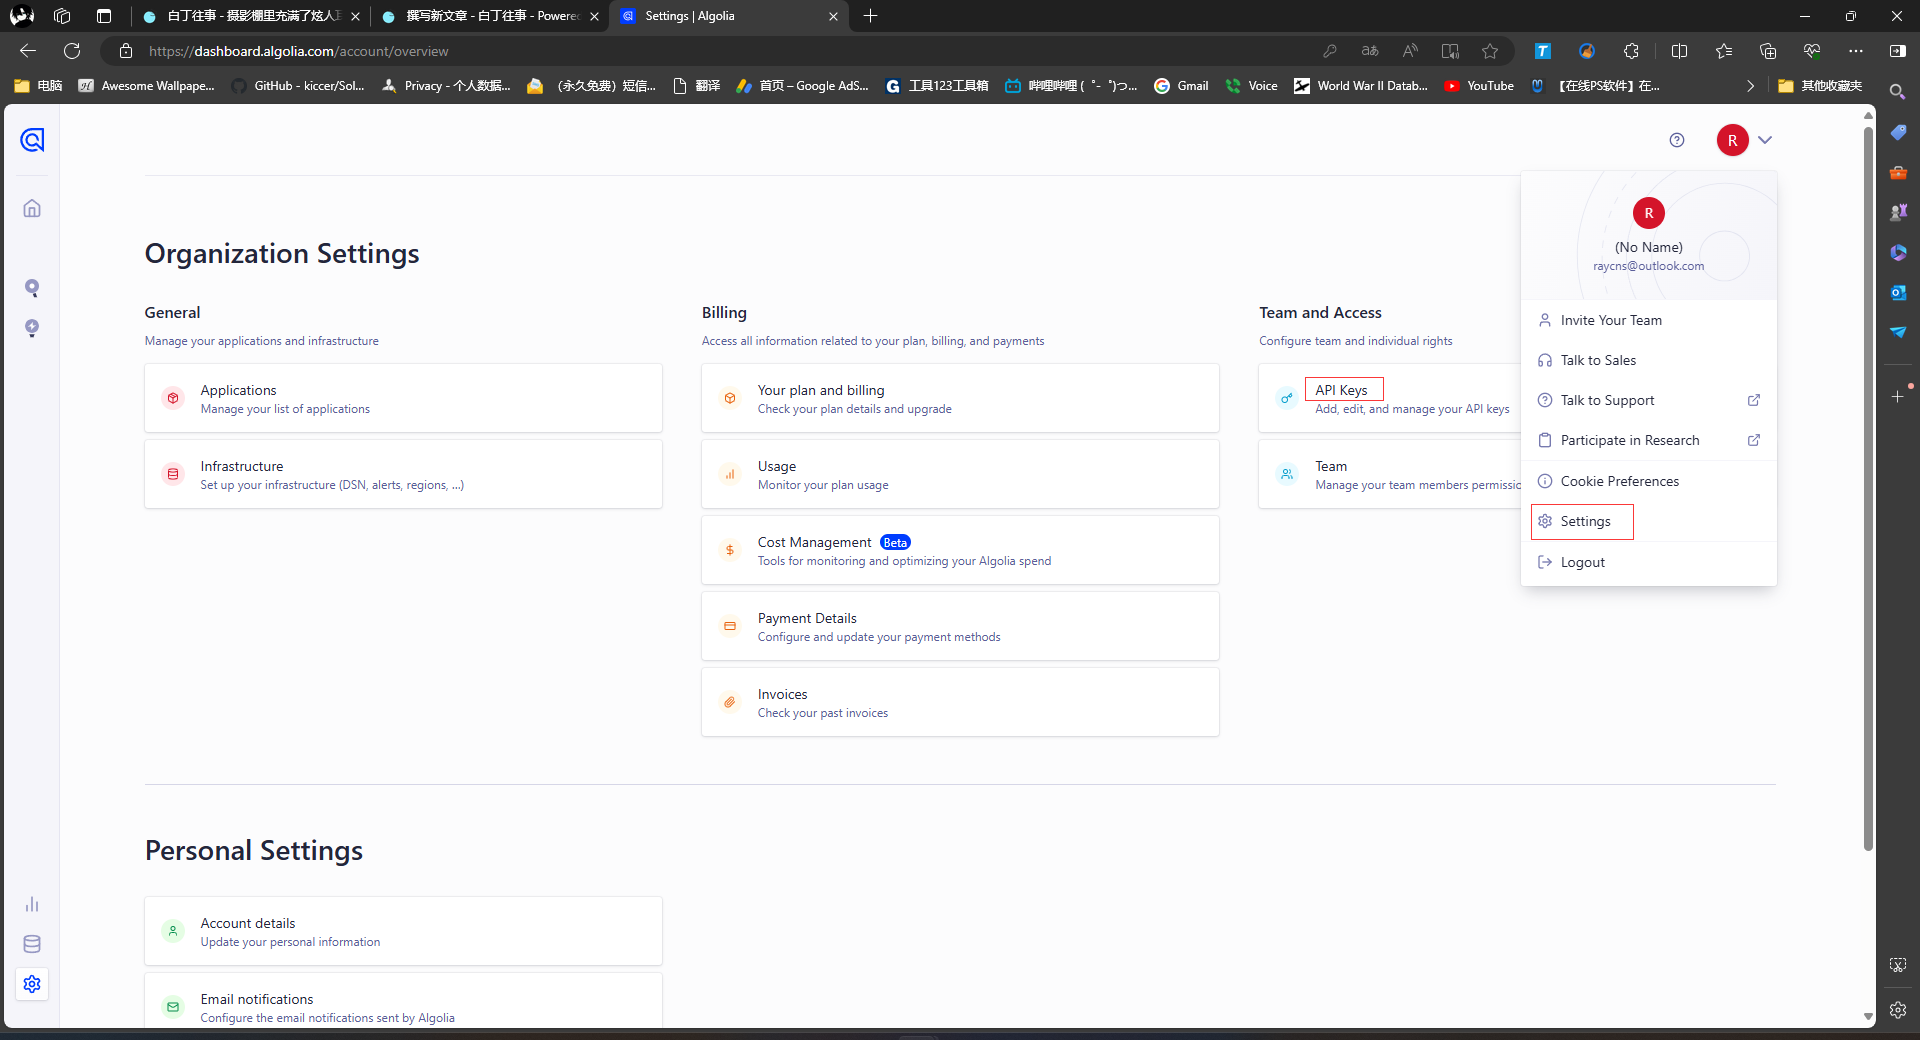 白丁往事 - 摄影棚里充满了炫人耳
撰写新文章 - 白丁往事 - Powered
Settings | Algolia
https://dashboard.algolia.com/account/overview
电脑
Awesome Wallpape...
GitHub - kiccer/Sol...
Privacy - 个人数据...
（永久免费）短信...
翻译
首页 – Google AdS...
工具123工具箱
哔哩哔哩 (゜-゜)つ...
Gmail
Voice
World War II Datab...
YouTube
【在线PS软件】在...
其他收藏夹
R
Organization Settings
General
Manage your applications and infrastructure
Applications
Manage your list of applications
Infrastructure
Set up your infrastructure (DSN, alerts, regions, ...)
Billing
Access all information related to your plan, billing, and payments
Your plan and billing
Check your plan details and upgrade
Usage
Monitor your plan usage
Cost Management Beta
Tools for monitoring and optimizing your Algolia spend
Payment Details
Configure and update your payment methods
Invoices
Check your past invoices
Team and Access
Configure team and individual rights
API Keys
Add, edit, and manage your API keys
Team
Manage your team members permissio
R
(No Name)
raycns@outlook.com
Invite Your Team
Talk to Sales
Talk to Support
Participate in Research
Cookie Preferences
Settings
Logout
Personal Settings
Account details
Update your personal information
Email notifications
Configure the email notifications sent by Algolia